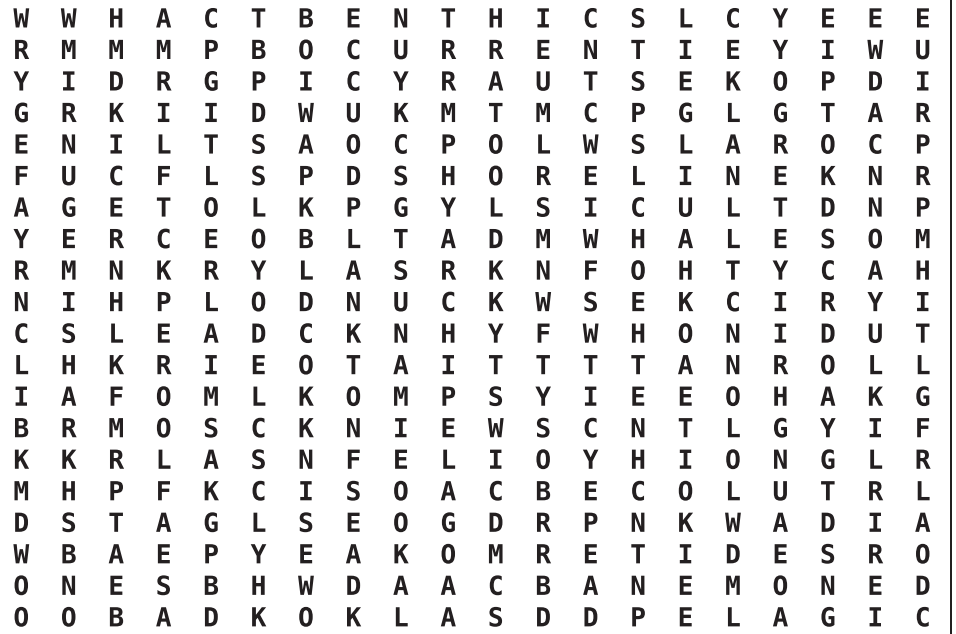 W W H A C T B E N T H I C S L C Y E E E
R M M M P B O C U R R E N T I E Y I W U
Y I D R G P I C Y R A U T S E K O P D I
G R K I I D W U K M T M C P G L G T A R
E N I L T S A O C P O L W S L A R O C P
F U C F L S P D S H O R E L I N E K N R
A G E T O L K P G Y L S I C U L T D N P
Y E R C E O B L T A D M W H A L E S O M
R M N K R Y L A S R K N F O H T Y C A H
N I H P L O D N U C K W S E K C I R Y I
C S L E A D C K N H Y F W H O N I D U T
L H K R I E O T A I T T T T A N R O L L
I A F O M L K O M P S Y I E E O H A K G
B R M O S C K N I E W S C N T L G Y I F
K K R L A S N F E L I O Y H I O N G L R
M H P F K C I S O A C B E C O L U T R L
D S T A G L S E O G D R P N K W A D I A
W B A E P Y E A K O M R E T I D E S R O
O N E S B H W D A A C B A N E M O N E D
O O B A D K O K L A S D D P E L A G I C